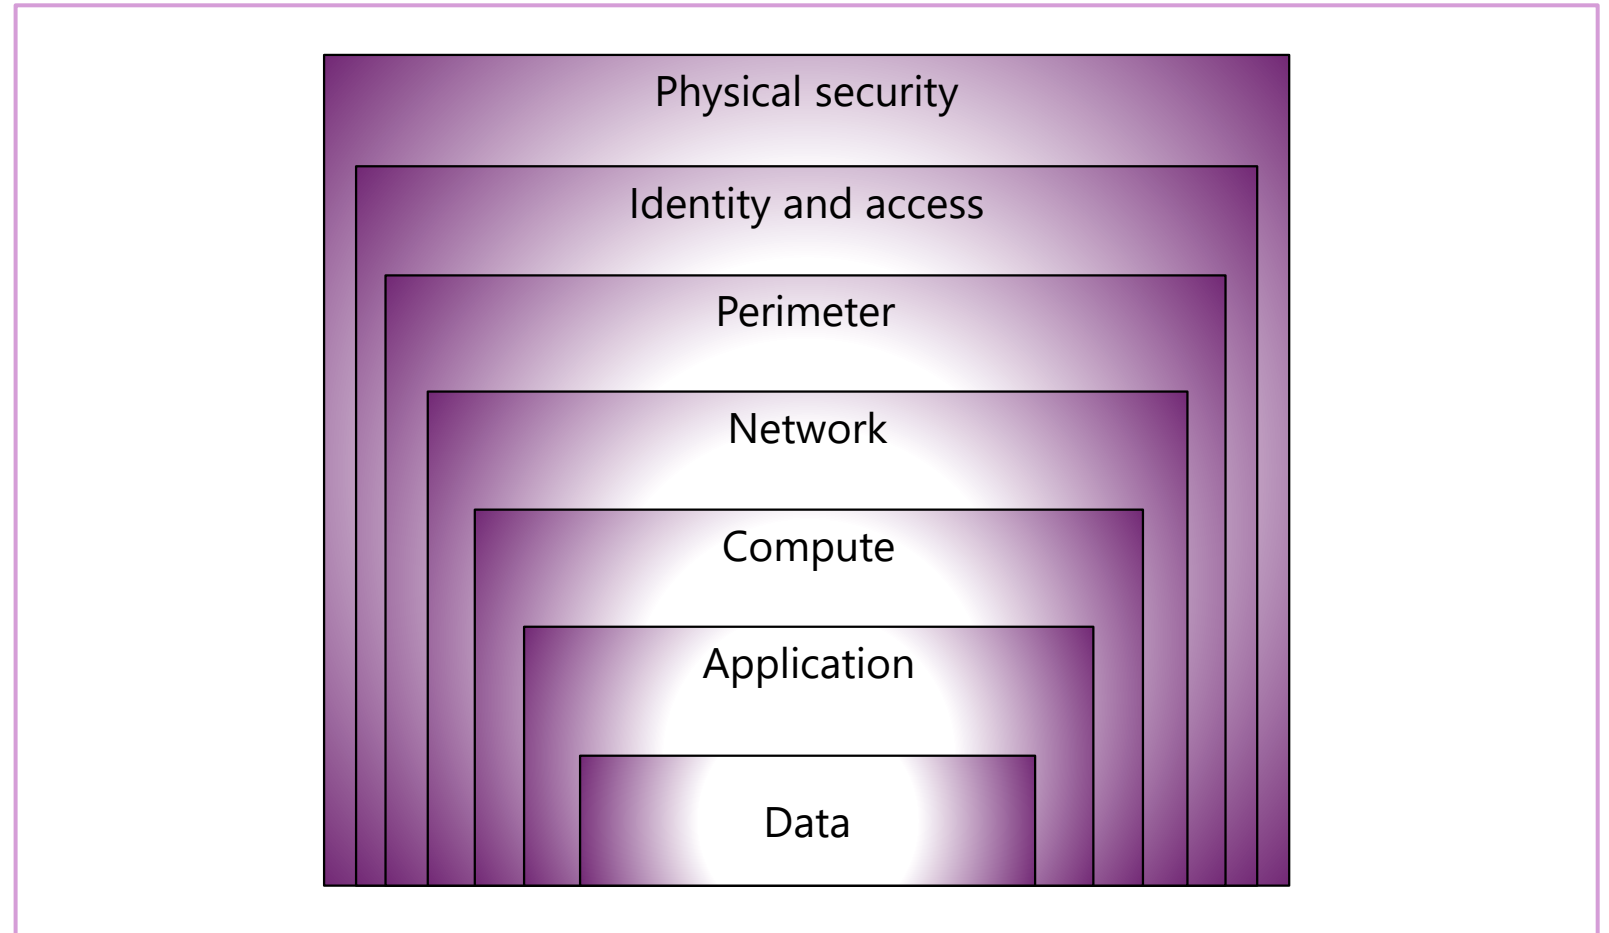 Physical security
Identity and access
Perimeter
Network
Compute
Application
Data